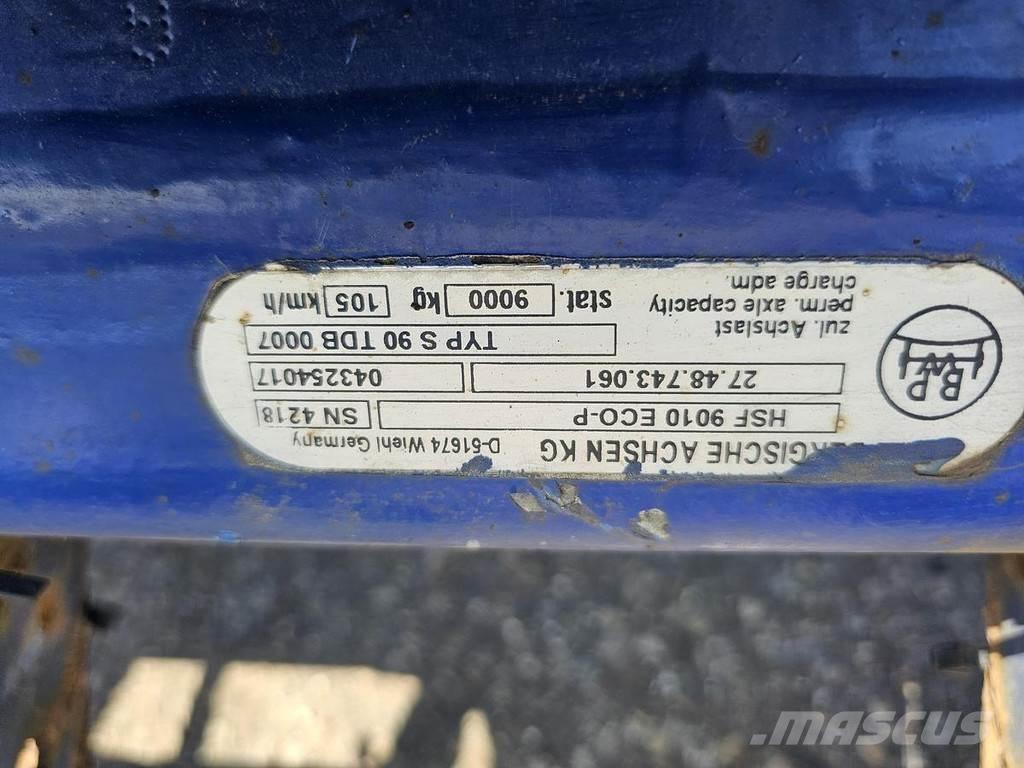 BERGISCHE ACHSEN KG D-51674 Wiehl Germany
HSF 9010 ECO-P SN 4218
27.48.743.061 043254017
TYP S 90 TDB 0007
BPW
zul. Achslast
perm. axle capacity
charge adm.
stat. 9000 kg 105 km/h
MASCUS